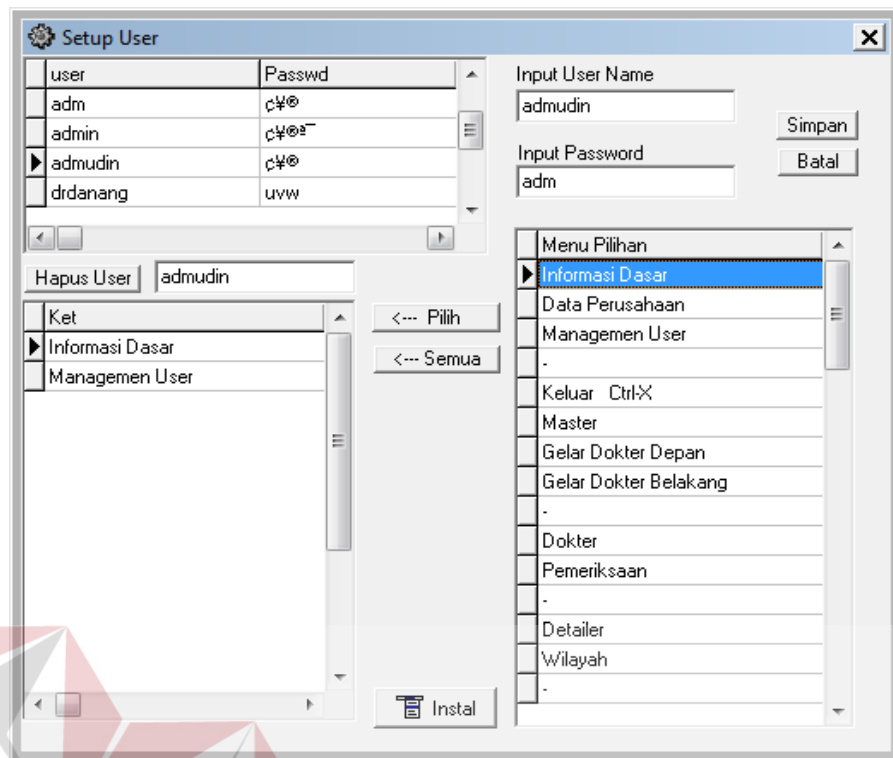 Setup User
user Passwd
adm ¢¥®
admin ¢¥®ª¯
admudin ¢¥®
drdanang uvw
Input User Name
admudin
Simpan
Input Password
Batal
adm
Hapus User admudin
Ket
Informasi Dasar
Managemen User
<--- Pilih
<--- Semua
Instal
Menu Pilihan
Informasi Dasar
Data Perusahaan
Managemen User
-
Keluar Ctrl-X
Master
Gelar Dokter Depan
Gelar Dokter Belakang
-
Dokter
Pemeriksaan
-
Detailer
Wilayah
-